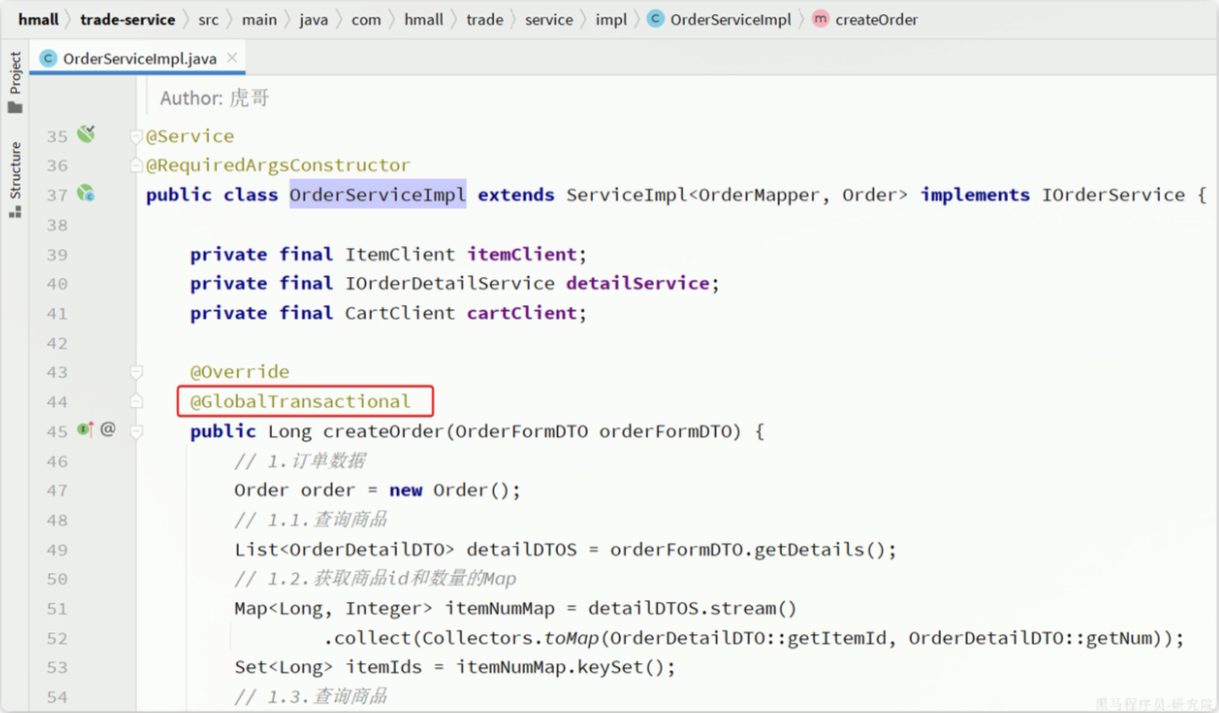 hmall trade-service src main java com hmall trade service impl OrderServiceImpl createOrder
OrderServiceImpl.java
Project
Structure
Author: 虎哥
35 @Service
36 @RequiredArgsConstructor
37 public class OrderServiceImpl extends ServiceImpl<OrderMapper, Order> implements IOrderService {
38
39 private final ItemClient itemClient;
40 private final IOrderDetailService detailService;
41 private final CartClient cartClient;
42
43 @Override
44 @GlobalTransactional
45 public Long createOrder(OrderFormDTO orderFormDTO) {
46 // 1.订单数据
47 Order order = new Order();
48 // 1.1.查询商品
49 List<OrderDetailDTO> detailDTOS = orderFormDTO.getDetails();
50 // 1.2.获取商品id和数量的Map
51 Map<Long, Integer> itemNumMap = detailDTOS.stream()
52 .collect(Collectors.toMap(OrderDetailDTO::getItemId, OrderDetailDTO::getNum));
53 Set<Long> itemIds = itemNumMap.keySet();
54 // 1.3.查询商品
黑马程序员-研究院